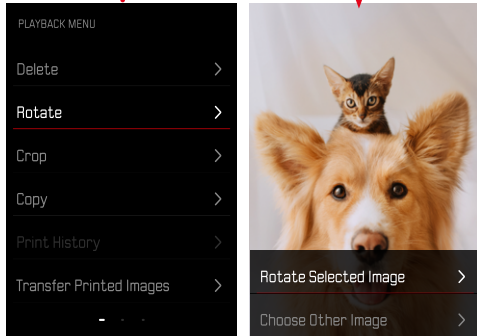 PLAYBACK MENU
Delete
Rotate
Crop
Copy
Print History
Transfer Printed Images
Rotate Selected Image
Choose Other Image